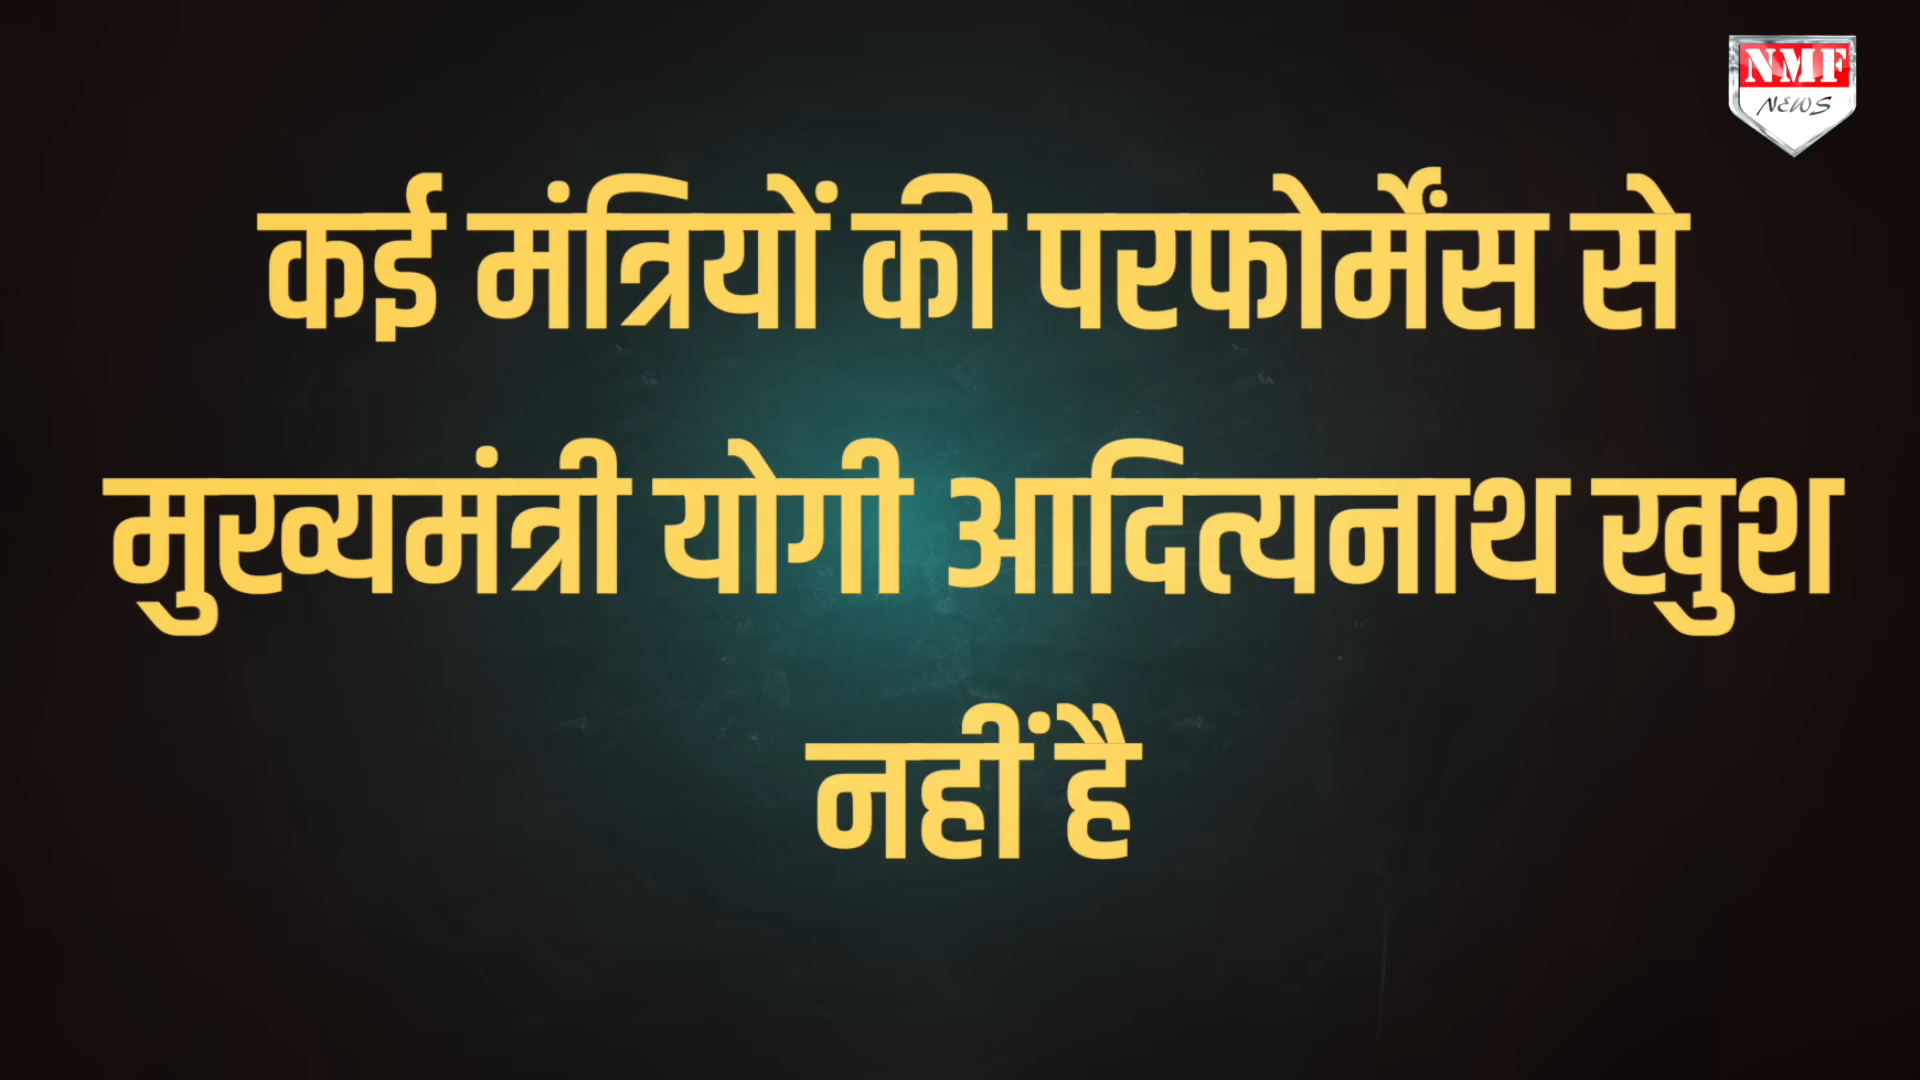 NMF
NEWS
कई मंत्रियों की परफोर्मेंस से
मुख्यमंत्री योगी आदित्यनाथ खुश
नहीं है